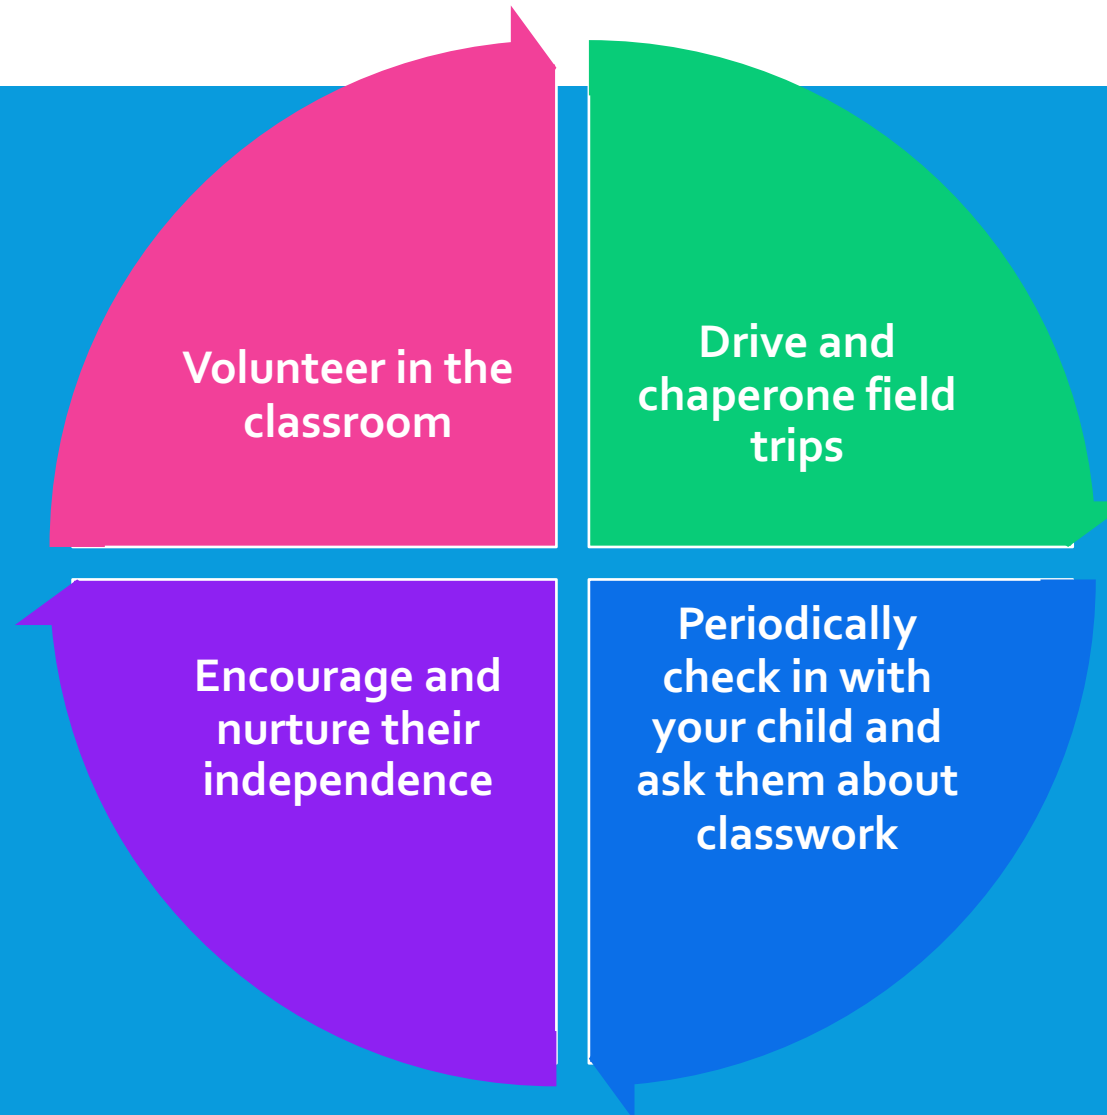 Volunteer in the
classroom
Drive and
chaperone field
trips
Encourage and
nurture their
independence
Periodically
check in with
your child and
ask them about
classwork